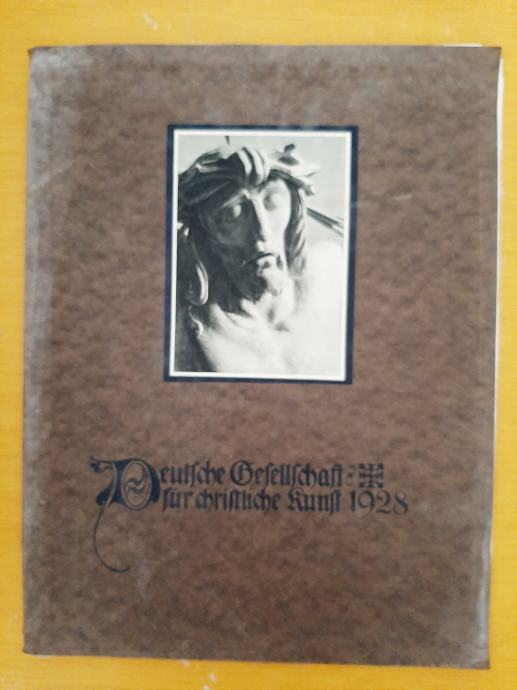 Deutsche Gesellschaft
für christliche Kunst 1928